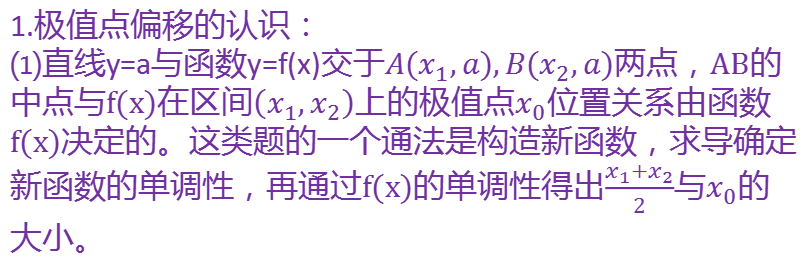 1.极值点偏移的认识：
⑴直线y=a与函数y=f(x)交于𝐴(𝑥₁,𝑎),𝐵(𝑥₂,𝑎)两点，AB的
中点与f(x)在区间(𝑥₁,𝑥₂)上的极值点𝑥₀位置关系由函数
f(x)决定的。这类题的一个通法是构造新函数，求导确定
新函数的单调性，再通过f(x)的单调性得出(𝑥₁+𝑥₂)/2与𝑥₀的
大小。